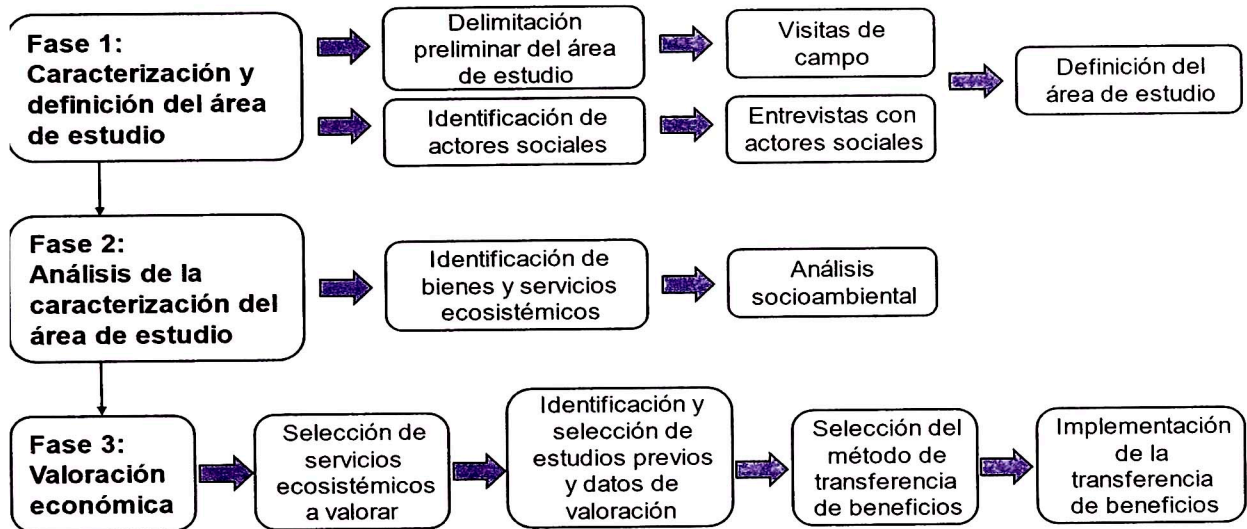 Fase 1:
Caracterización y
definición del área
de estudio
Delimitación
preliminar del área
de estudio
Visitas de
campo
Identificación de
actores sociales
Entrevistas con
actores sociales
Definición del
área de estudio
Fase 2:
Análisis de la
caracterización del
área de estudio
Identificación de
bienes y servicios
ecosistémicos
Análisis
socioambiental
Fase 3:
Valoración
económica
Selección de
servicios
ecosistémicos
a valorar
Identificación y
selección de
estudios previos
y datos de
valoración
Selección del
método de
transferencia
de beneficios
Implementación
de la
transferencia
de beneficios